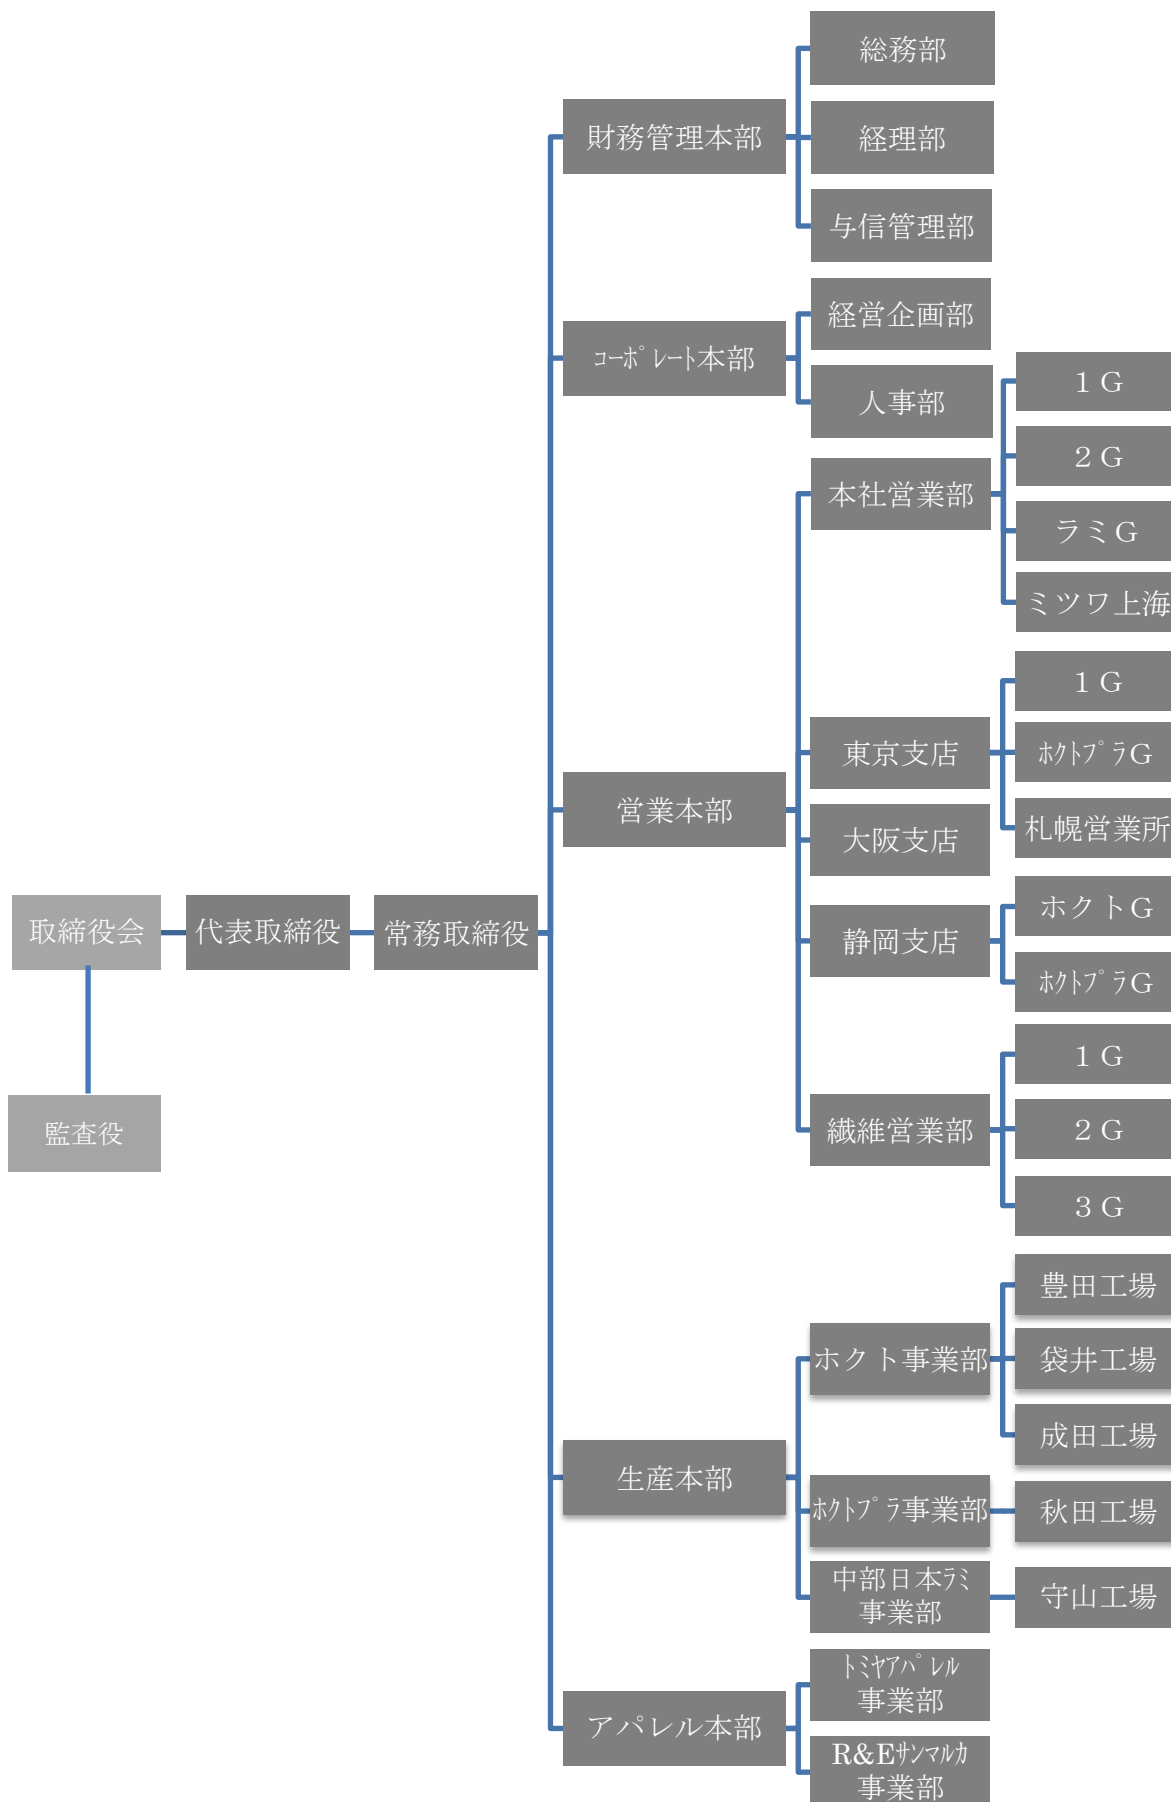 総務部
財務管理本部
経理部
与信管理部
経営企画部
ｺｰﾎﾟﾚｰﾄ本部
人事部
１Ｇ
２Ｇ
本社営業部
ラミＧ
ミツワ上海
１Ｇ
東京支店
ﾎｸﾄﾌﾟﾗＧ
営業本部
大阪支店
札幌営業所
取締役会
代表取締役
常務取締役
静岡支店
ホクトＧ
ﾎｸﾄﾌﾟﾗＧ
１Ｇ
監査役
繊維営業部
２Ｇ
３Ｇ
豊田工場
ホクト事業部
袋井工場
成田工場
生産本部
ﾎｸﾄﾌﾟﾗ事業部
秋田工場
中部日本ﾗﾐ
事業部
守山工場
ﾄﾐﾔｱﾊﾟﾚﾙ
事業部
アパレル本部
R&Eｻﾝﾏﾙｶ
事業部